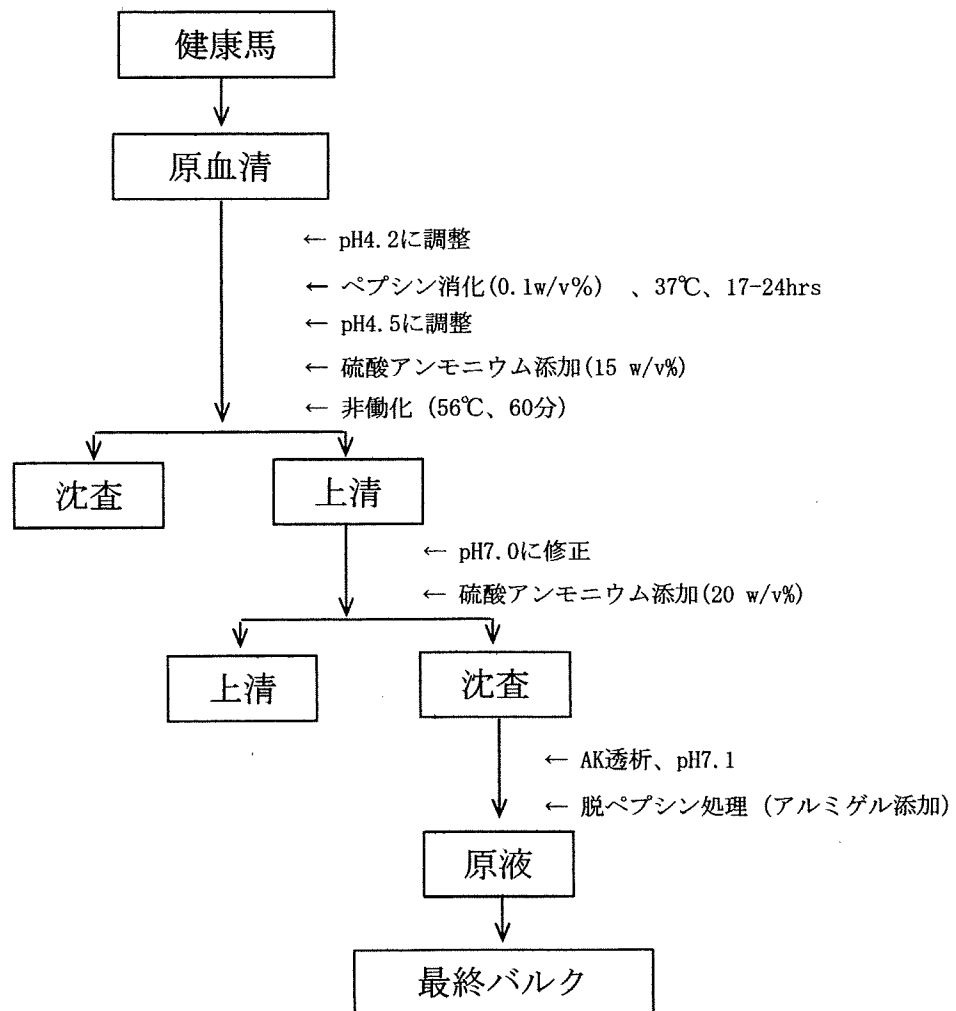 健康馬
原血清
← pH4.2に調整
← ペプシン消化(0.1w/v%) 、37℃、17-24hrs
← pH4.5に調整
← 硫酸アンモニウム添加(15 w/v%)
← 非働化 (56℃、60分)
沈査
上清
← pH7.0に修正
← 硫酸アンモニウム添加(20 w/v%)
上清
沈査
← AK透析、pH7.1
← 脱ペプシン処理 (アルミゲル添加)
原液
最終バルク